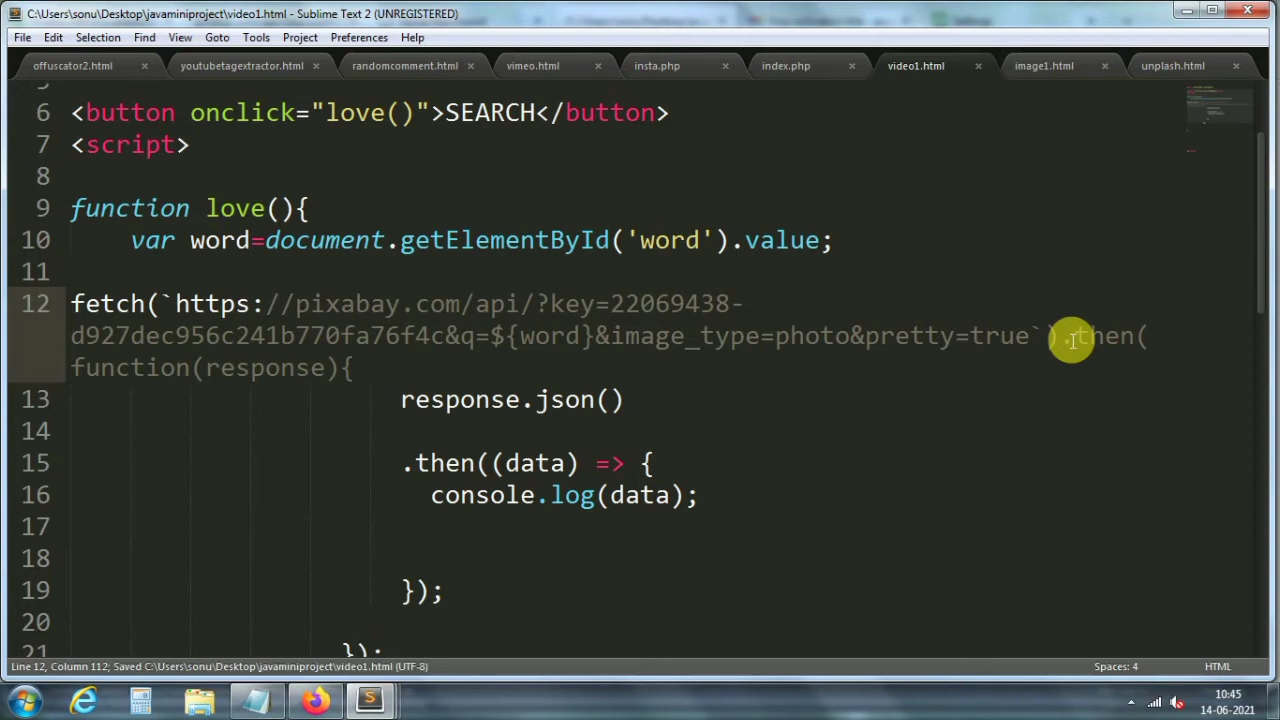 C:\Users\sonu\Desktop\javaminiproject\video1.html - Sublime Text 2 (UNREGISTERED)
File Edit Selection Find View Goto Tools Project Preferences Help
offuscator2.html youtubetagextractor.html randomcomment.html vimeo.html insta.php index.php video1.html image1.html unplash.html
6 <button onclick="love()">SEARCH</button>
7 <script>
8
9 function love(){
10 var word=document.getElementById('word').value;
11
12 fetch(`https://pixabay.com/api/?key=22069438-
d927dec956c241b770fa76f4c&q=${word}&image_type=photo&pretty=true`).then(
function(response){
13 response.json()
14
15 .then((data) => {
16 console.log(data);
17
18
19 });
20
21 });
Line 12, Column 112; Saved C:\Users\sonu\Desktop\javaminiproject\video1.html (UTF-8) Spaces: 4 HTML
10:45
14-06-2021